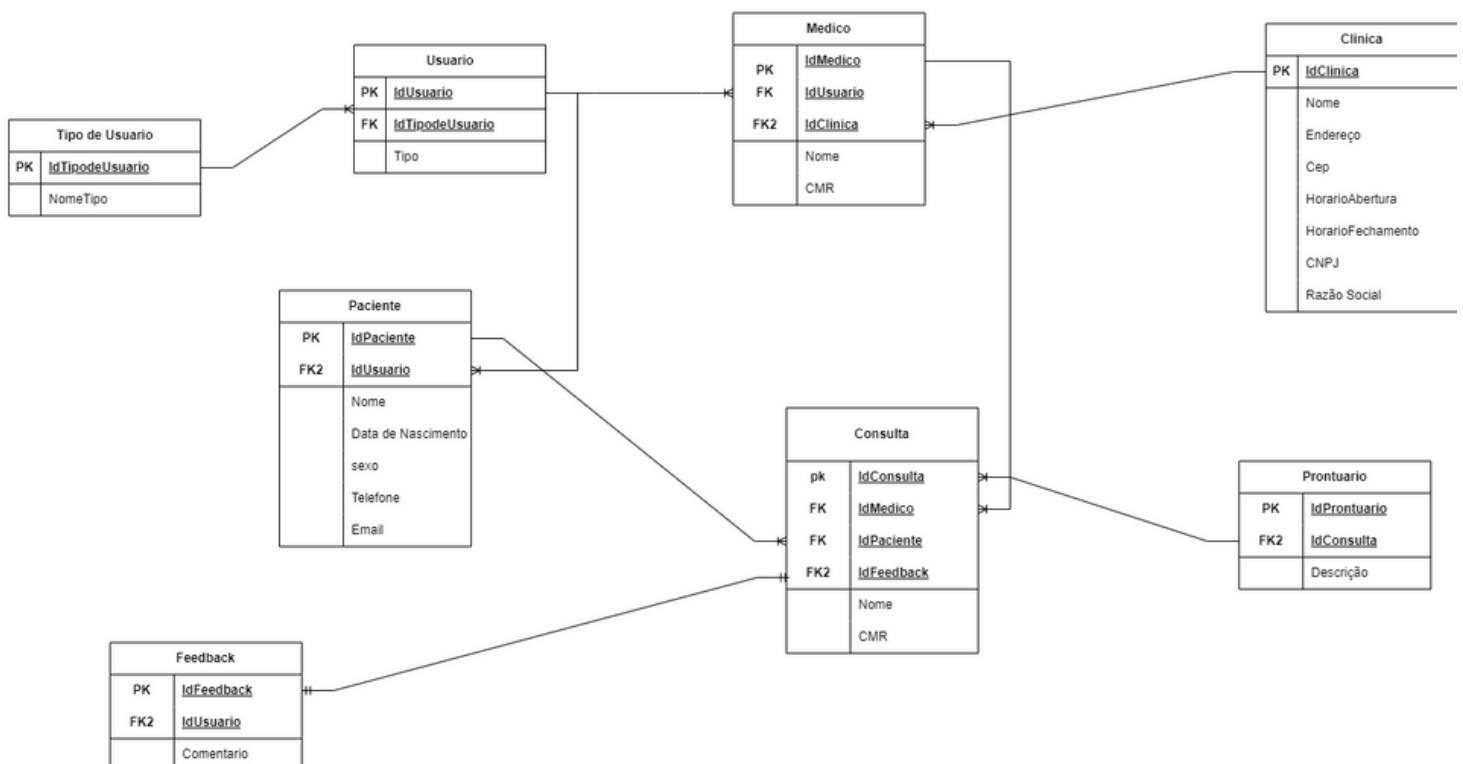 Tipo de Usuario
PK IdTipodeUsuario
NomeTipo
Usuario
PK IdUsuario
FK IdTipodeUsuario
Tipo
Medico
PK IdMedico
FK IdUsuario
FK2 IdClinica
Nome
CMR
Clinica
PK IdClinica
Nome
Endereço
Cep
HorarioAbertura
HorarioFechamento
CNPJ
Razão Social
Paciente
PK IdPaciente
FK2 IdUsuario
Nome
Data de Nascimento
sexo
Telefone
Email
Consulta
pk IdConsulta
FK IdMedico
FK IdPaciente
FK2 IdFeedback
Nome
CMR
Prontuario
PK IdProntuario
FK2 IdConsulta
Descrição
Feedback
PK IdFeedback
FK2 IdUsuario
Comentario